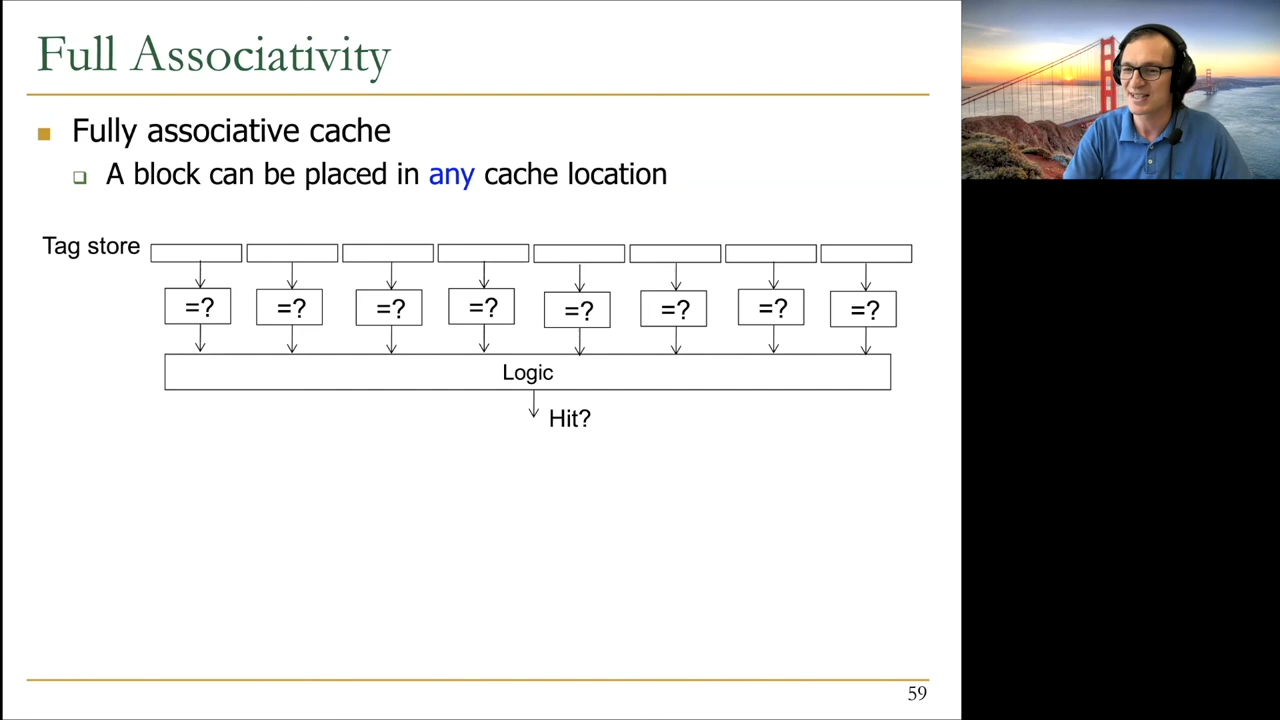 Full Associativity
Fully associative cache
A block can be placed in any cache location
Tag store
=? =? =? =? =? =? =? =?
Logic
Hit?
59